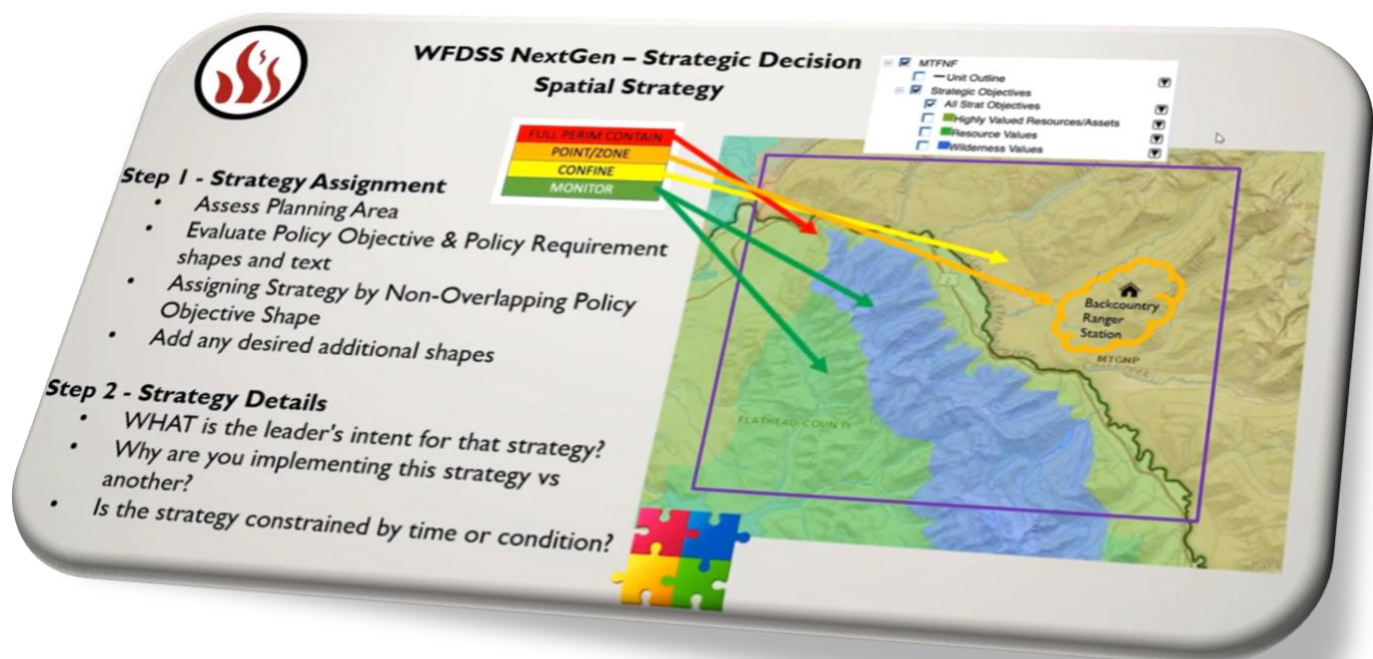 WFDSS NextGen – Strategic Decision
Spatial Strategy
MTFNF
Unit Outline
Strategic Objectives
All Strat Objectives
Highly Valued Resources/Assets
Resource Values
Wilderness Values
FULL PERIM CONTAIN
POINT/ZONE
CONFINE
MONITOR
Step 1 - Strategy Assignment
• Assess Planning Area
• Evaluate Policy Objective & Policy Requirement
shapes and text
• Assigning Strategy by Non-Overlapping Policy
Objective Shape
• Add any desired additional shapes
Step 2 - Strategy Details
• WHAT is the leader's intent for that strategy?
• Why are you implementing this strategy vs
another?
• Is the strategy constrained by time or condition?
Backcountry
Ranger
Station
MTGNP
FLATHEAD COUNTY